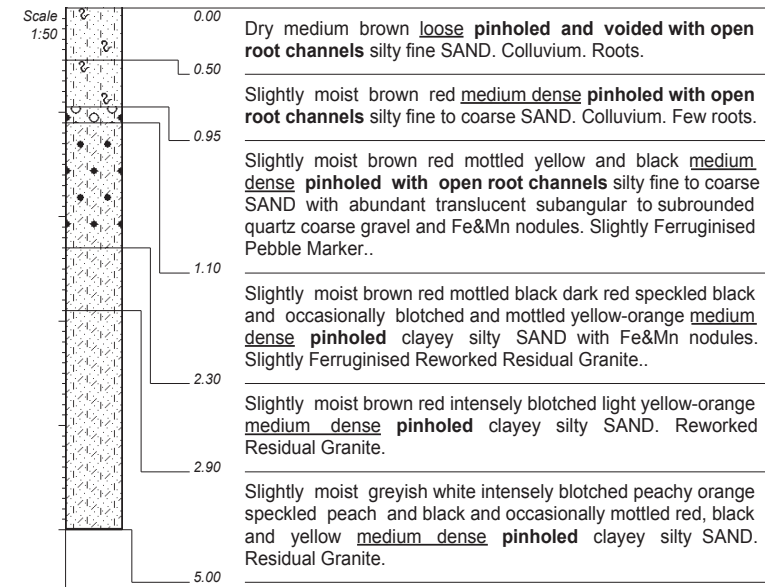 Scale
1:50
0.00
Dry medium brown loose pinholed and voided with open
root channels silty fine SAND. Colluvium. Roots.
0.50
Slightly moist brown red medium dense pinholed with open
root channels silty fine to coarse SAND. Colluvium. Few roots.
0.95
Slightly moist brown red mottled yellow and black medium
dense pinholed with open root channels silty fine to coarse
SAND with abundant translucent subangular to subrounded
quartz coarse gravel and Fe&Mn nodules. Slightly Ferruginised
Pebble Marker..
1.10
Slightly moist brown red mottled black dark red speckled black
and occasionally blotched and mottled yellow-orange medium
dense pinholed clayey silty SAND with Fe&Mn nodules.
Slightly Ferruginised Reworked Residual Granite..
2.30
Slightly moist brown red intensely blotched light yellow-orange
medium dense pinholed clayey silty SAND. Reworked
Residual Granite.
2.90
Slightly moist greyish white intensely blotched peachy orange
speckled peach and black and occasionally mottled red, black
and yellow medium dense pinholed clayey silty SAND.
Residual Granite.
5.00